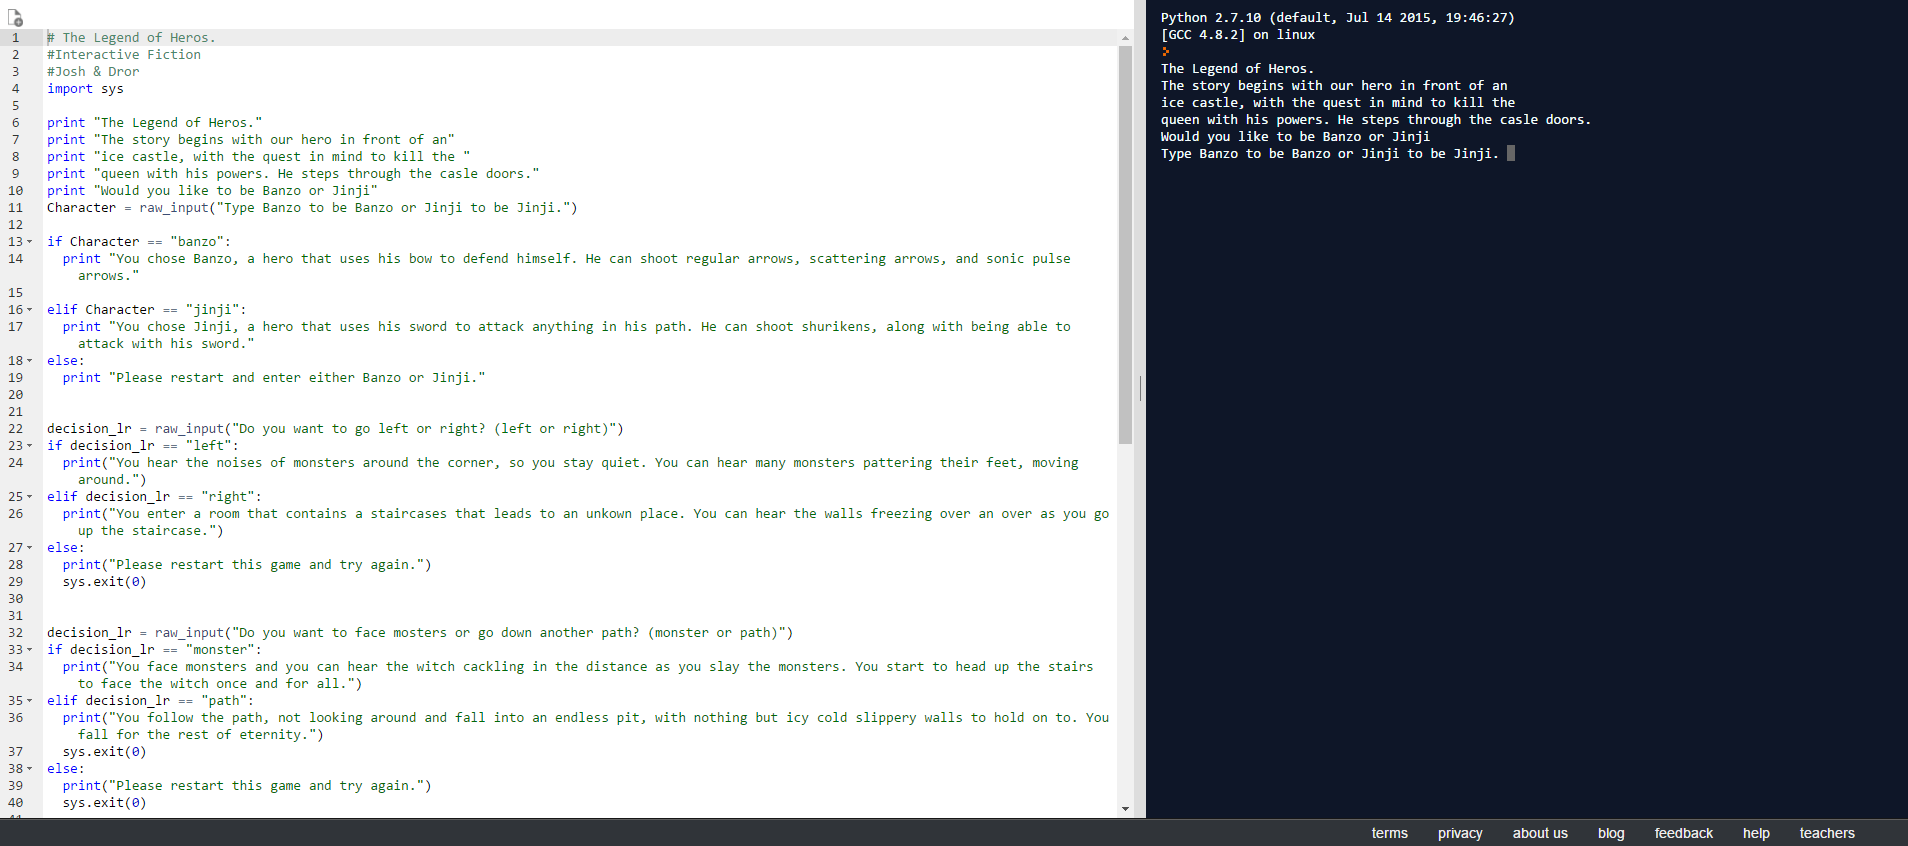 1 # The Legend of Heros.
2 #Interactive Fiction
3 #Josh & Dror
4 import sys
5
6 print "The Legend of Heros."
7 print "The story begins with our hero in front of an"
8 print "ice castle, with the quest in mind to kill the "
9 print "queen with his powers. He steps through the casle doors."
10 print "Would you like to be Banzo or Jinji"
11 Character = raw_input("Type Banzo to be Banzo or Jinji to be Jinji.")
12
13 if Character == "banzo":
14 print "You chose Banzo, a hero that uses his bow to defend himself. He can shoot regular arrows, scattering arrows, and sonic pulse
arrows."
15
16 elif Character == "jinji":
17 print "You chose Jinji, a hero that uses his sword to attack anything in his path. He can shoot shurikens, along with being able to
attack with his sword."
18 else:
19 print "Please restart and enter either Banzo or Jinji."
20
21
22 decision_lr = raw_input("Do you want to go left or right? (left or right)")
23 if decision_lr == "left":
24 print("You hear the noises of monsters around the corner, so you stay quiet. You can hear many monsters pattering their feet, moving
around.")
25 elif decision_lr == "right":
26 print("You enter a room that contains a staircases that leads to an unkown place. You can hear the walls freezing over an over as you go
up the staircase.")
27 else:
28 print("Please restart this game and try again.")
29 sys.exit(0)
30
31
32 decision_lr = raw_input("Do you want to face mosters or go down another path? (monster or path)")
33 if decision_lr == "monster":
34 print("You face monsters and you can hear the witch cackling in the distance as you slay the monsters. You start to head up the stairs
to face the witch once and for all.")
35 elif decision_lr == "path":
36 print("You follow the path, not looking around and fall into an endless pit, with nothing but icy cold slippery walls to hold on to. You
fall for the rest of eternity.")
37 sys.exit(0)
38 else:
39 print("Please restart this game and try again.")
40 sys.exit(0)
Python 2.7.10 (default, Jul 14 2015, 19:46:27)
[GCC 4.8.2] on linux
The Legend of Heros.
The story begins with our hero in front of an
ice castle, with the quest in mind to kill the
queen with his powers. He steps through the casle doors.
Would you like to be Banzo or Jinji
Type Banzo to be Banzo or Jinji to be Jinji.
terms privacy about us blog feedback help teachers